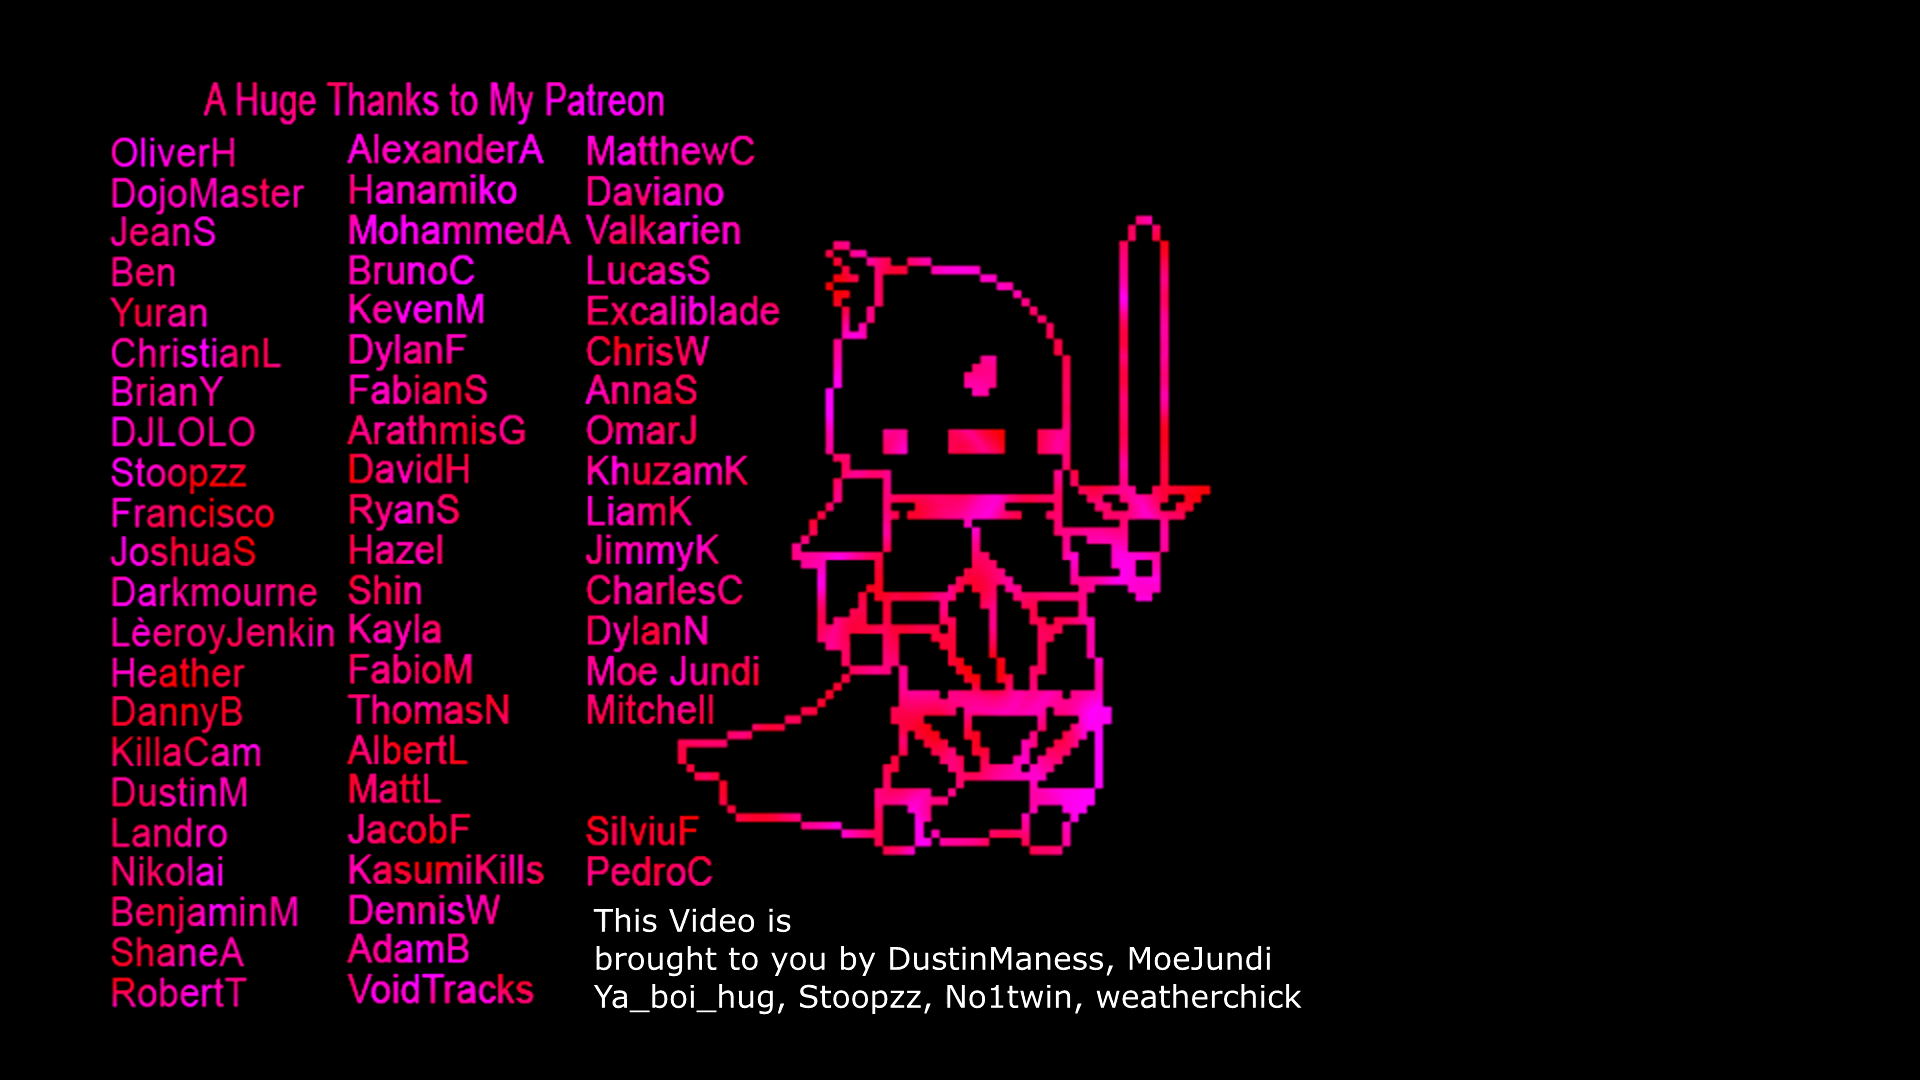 A Huge Thanks to My Patreon
OliverH
DojoMaster
JeanS
Ben
Yuran
ChristianL
BrianY
DJLOLO
Stoopzz
Francisco
JoshuaS
Darkmourne
LèeroyJenkin
Heather
DannyB
KillaCam
DustinM
Landro
Nikolai
BenjaminM
ShaneA
RobertT
AlexanderA
Hanamiko
MohammedA
BrunoC
KevenM
DylanF
FabianS
ArathmisG
DavidH
RyanS
Hazel
Shin
Kayla
FabioM
ThomasN
AlbertL
MattL
JacobF
KasumiKills
DennisW
AdamB
VoidTracks
MatthewC
Daviano
Valkarien
LucasS
Excaliblade
ChrisW
AnnaS
OmarJ
KhuzamK
LiamK
JimmyK
CharlesC
DylanN
Moe Jundi
Mitchell
SilviuF
PedroC
This Video is
brought to you by DustinManess, MoeJundi
Ya_boi_hug, Stoopzz, No1twin, weatherchick